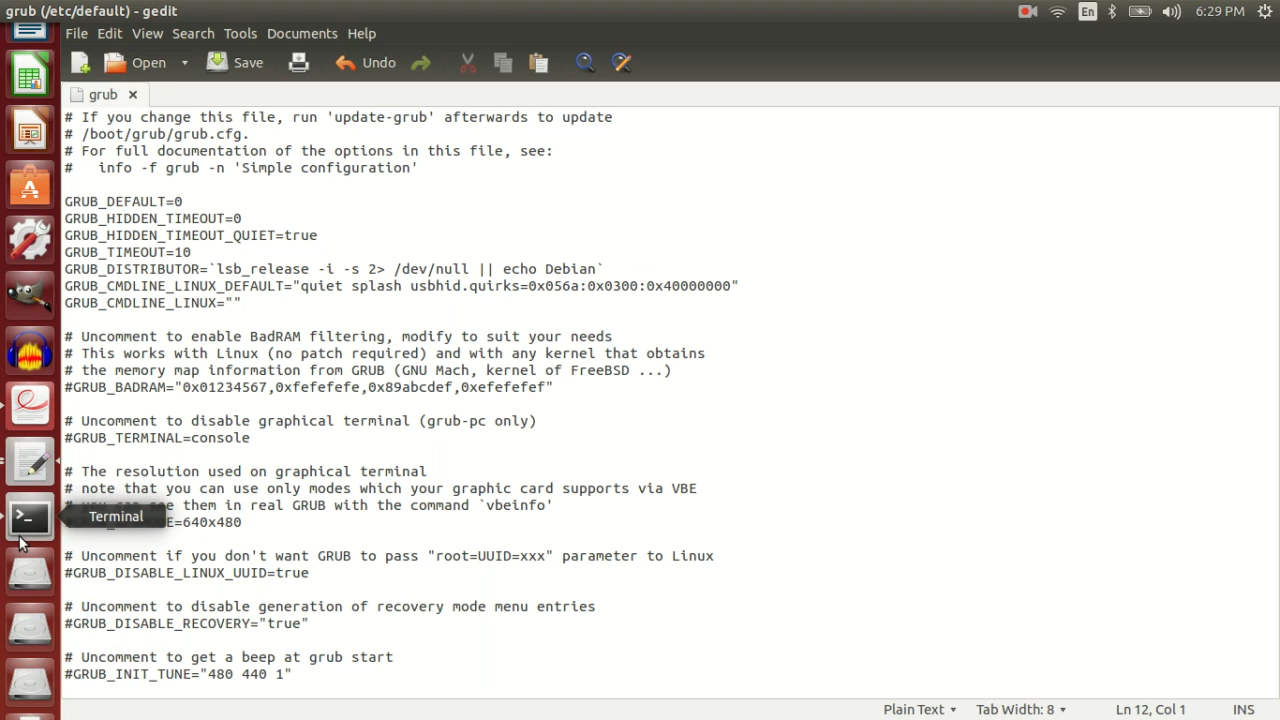 grub (/etc/default) - gedit
En
6:29 PM
File Edit View Search Tools Documents Help
Open
Save
Undo
grub
# If you change this file, run 'update-grub' afterwards to update
# /boot/grub/grub.cfg.
# For full documentation of the options in this file, see:
#   info -f grub -n 'Simple configuration'
GRUB_DEFAULT=0
GRUB_HIDDEN_TIMEOUT=0
GRUB_HIDDEN_TIMEOUT_QUIET=true
GRUB_TIMEOUT=10
GRUB_DISTRIBUTOR=`lsb_release -i -s 2> /dev/null || echo Debian`
GRUB_CMDLINE_LINUX_DEFAULT="quiet splash usbhid.quirks=0x056a:0x0300:0x40000000"
GRUB_CMDLINE_LINUX=""
# Uncomment to enable BadRAM filtering, modify to suit your needs
# This works with Linux (no patch required) and with any kernel that obtains
# the memory map information from GRUB (GNU Mach, kernel of FreeBSD ...)
#GRUB_BADRAM="0x01234567,0xfefefefe,0x89abcdef,0xefefefef"
# Uncomment to disable graphical terminal (grub-pc only)
#GRUB_TERMINAL=console
# The resolution used on graphical terminal
# note that you can use only modes which your graphic card supports via VBE
them in real GRUB with the command `vbeinfo'
Terminal
=640x480
# Uncomment if you don't want GRUB to pass "root=UUID=xxx" parameter to Linux
#GRUB_DISABLE_LINUX_UUID=true
# Uncomment to disable generation of recovery mode menu entries
#GRUB_DISABLE_RECOVERY="true"
# Uncomment to get a beep at grub start
#GRUB_INIT_TUNE="480 440 1"
Plain Text
Tab Width: 8
Ln 12, Col 1
INS